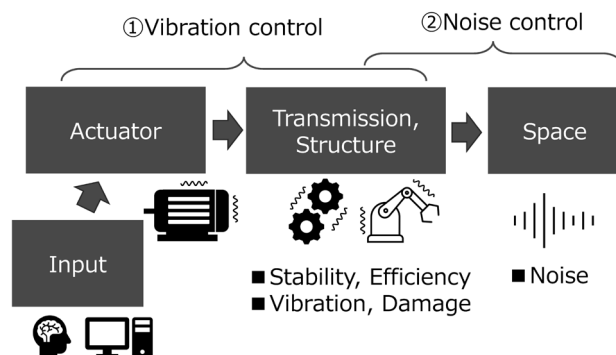 ①Vibration control
②Noise control
Actuator
Transmission,
Structure
Space
Input
■ Stability, Efficiency
■ Vibration, Damage
■ Noise